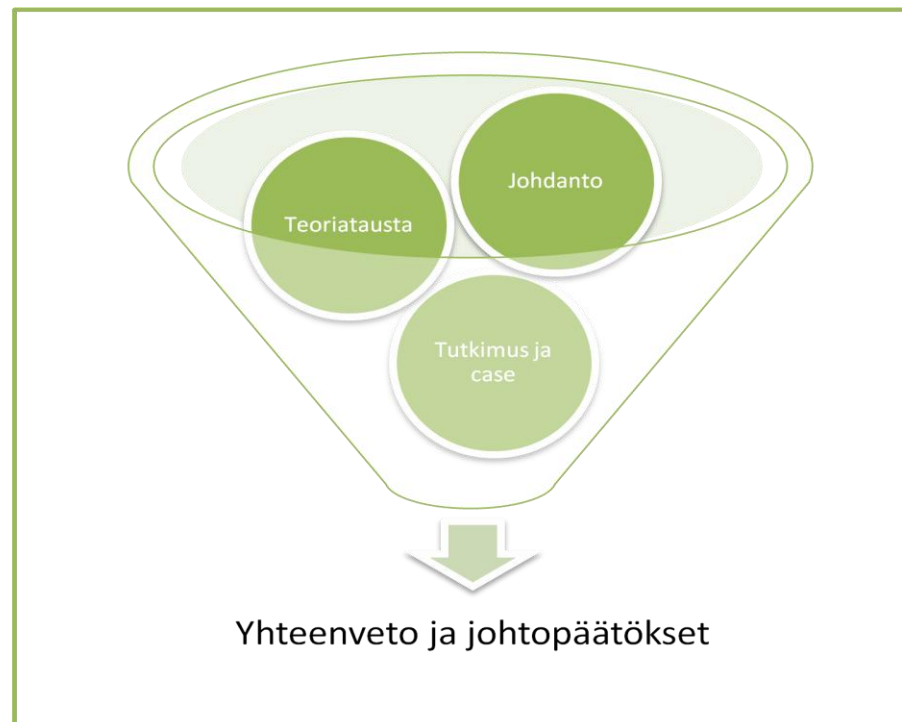 Johdanto
Teoriatausta
Tutkimus ja
case
Yhteenveto ja johtopäätökset